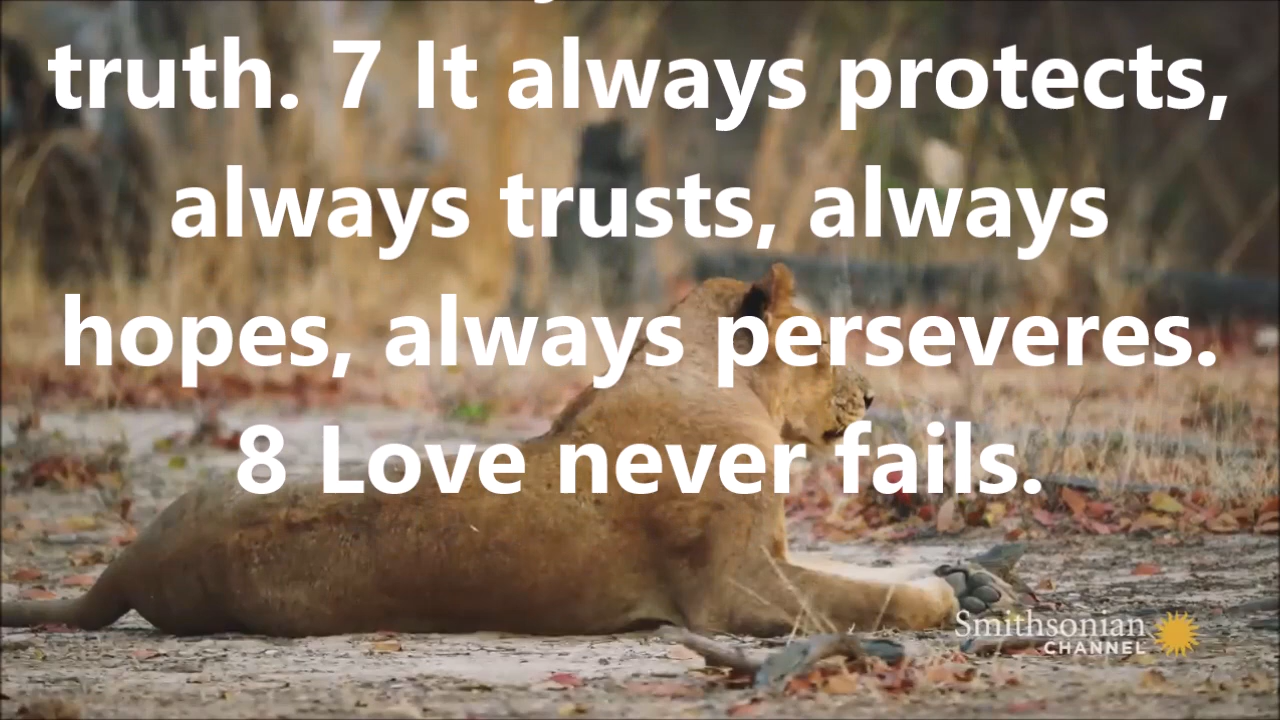 truth. 7 It always protects,
always trusts, always
hopes, always perseveres.
8 Love never fails.
Smithsonian
CHANNEL